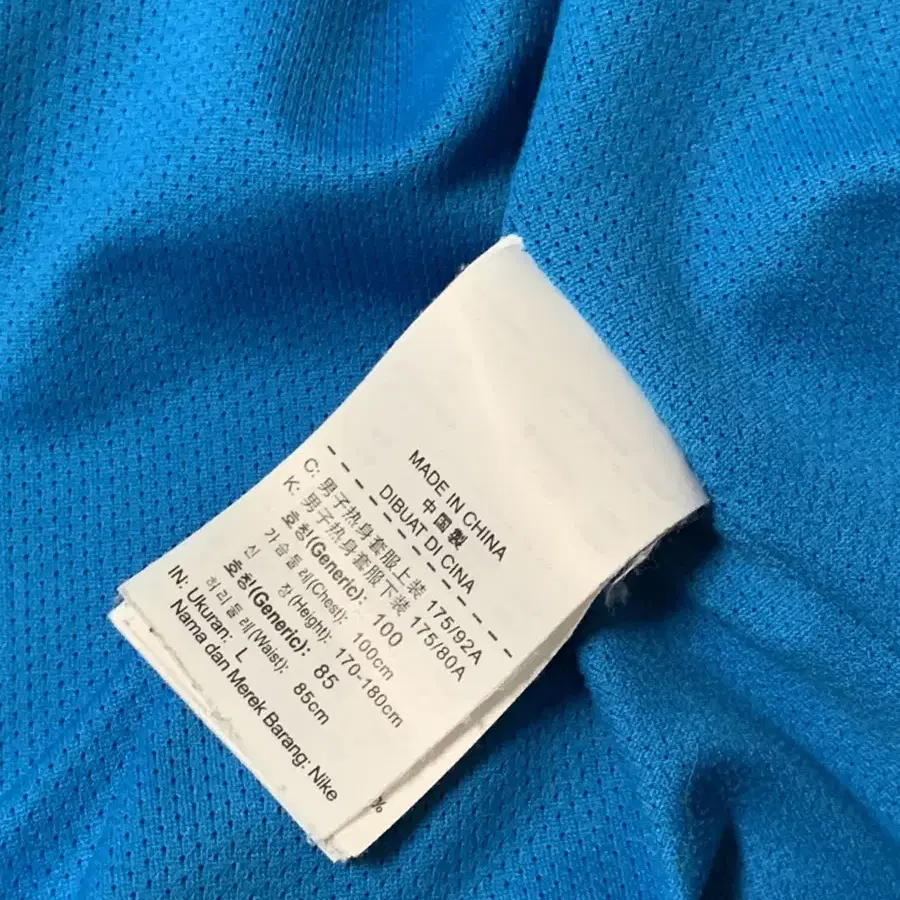 MADE IN CHINA
中国製
DIBUAT DI CINA
C: 男子热身套服上装 175/92A
男子热身套服下装 175/80A
K: 호칭(Generic): 100
가슴둘레(Chest): 100cm
신 장(Height): 170-180cm
호칭(Generic): 85
허리둘레(Waist): 85cm
IN: Ukuran: L
Nama dan Merek Barang: Nike
%